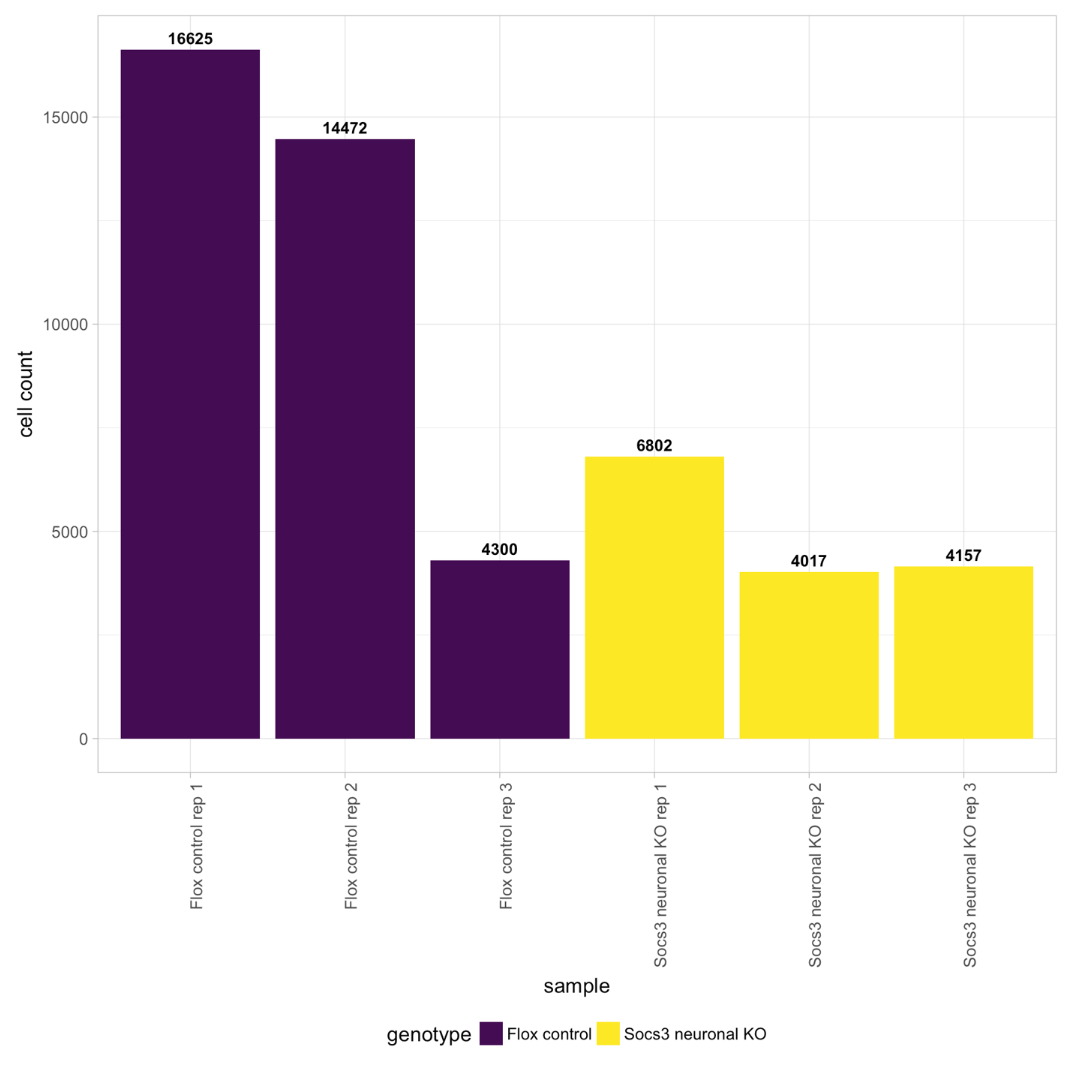 16625
14472
4300
6802
4017
4157
15000
10000
5000
0
cell count
Flox control rep 1
Flox control rep 2
Flox control rep 3
Socs3 neuronal KO rep 1
Socs3 neuronal KO rep 2
Socs3 neuronal KO rep 3
sample
genotype Flox control Socs3 neuronal KO